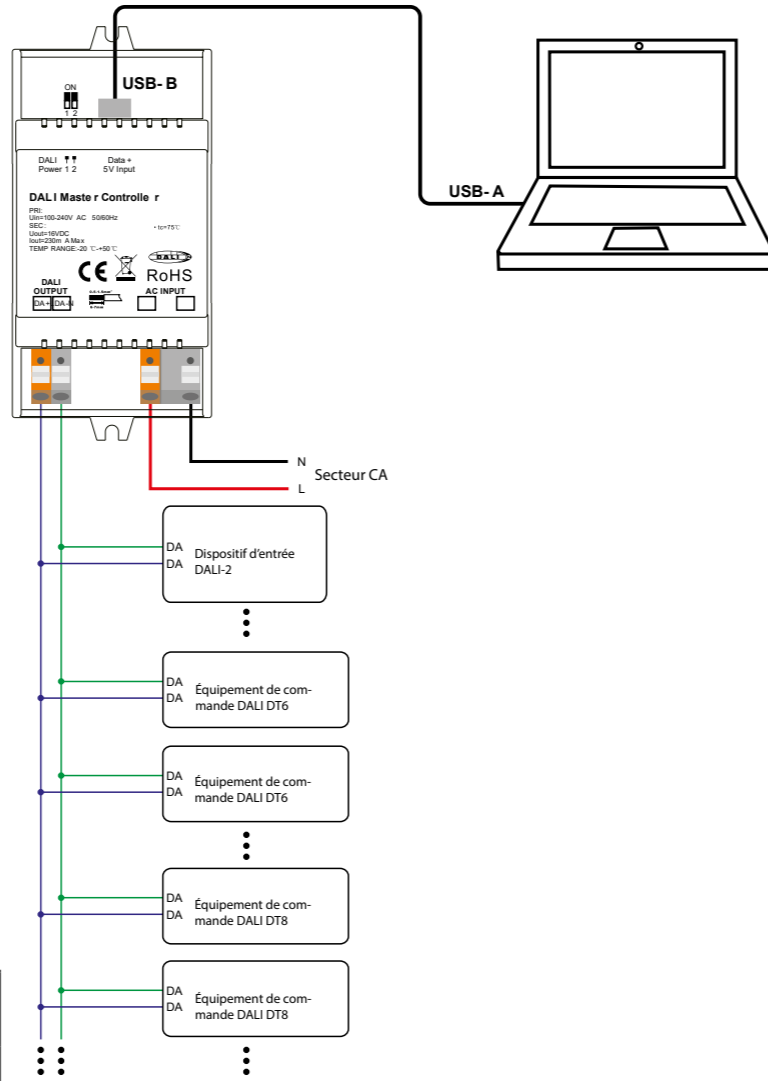 ON
1 2
USB- B
DALI
Power 1 2
Data +
5V Input
DALI Maste r Controlle r
PRI:
Uin=100-240V AC 50/60Hz
SEC :
Uout=16VDC
Iout=230m A Max
TEMP RANGE:-20 ℃-+50℃
• tc=75℃
DALI
CE
RoHS
DALI
OUTPUT
AC INPUT
DA+
DA-N
USB- A
N
L
Secteur CA
DA
DA
Dispositif d’entrée
DALI-2
DA
DA
Équipement de com-
mande DALI DT6
DA
DA
Équipement de com-
mande DALI DT6
DA
DA
Équipement de com-
mande DALI DT8
DA
DA
Équipement de com-
mande DALI DT8